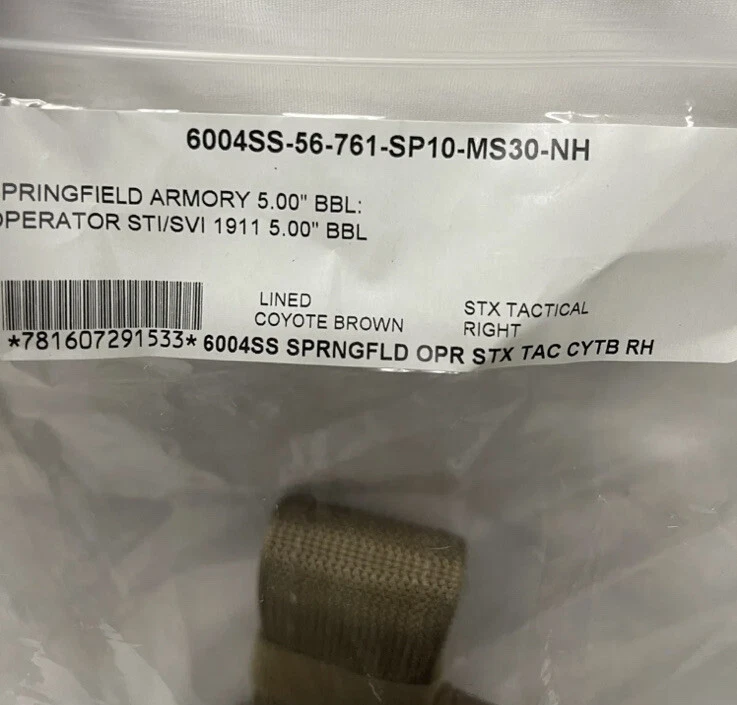 6004SS-56-761-SP10-MS30-NH
PRINGFIELD ARMORY 5.00" BBL:
OPERATOR STI/SVI 1911 5.00" BBL
LINED
COYOTE BROWN
STX TACTICAL
RIGHT
*781607291533* 6004SS SPRNGFLD OPR STX TAC CYTB RH